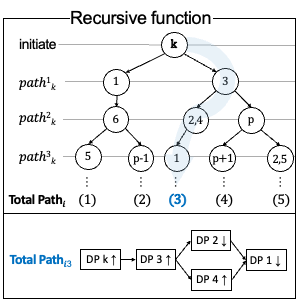 Recursive function
initiate k
path¹ₖ 1 3
path²ₖ 6 2,4 p
path³ₖ 5 p-1 1 p+1 2,5
⋮ ⋮ ⋮ ⋮ ⋮
Total Pathᵢ (1) (2) (3) (4) (5)
DP 2 ↓
Total Pathᵢ₃ DP k ↑ DP 3 ↑ DP 1 ↓
DP 4 ↑